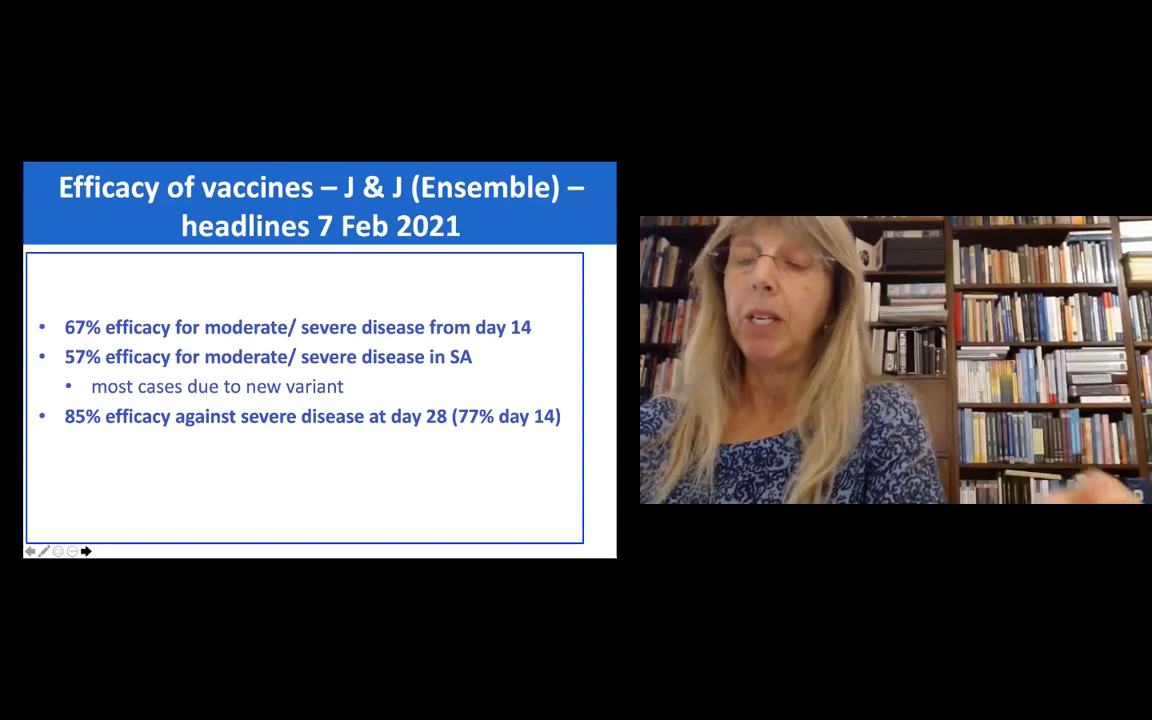 Efficacy of vaccines – J & J (Ensemble) –
headlines 7 Feb 2021
• 67% efficacy for moderate/ severe disease from day 14
• 57% efficacy for moderate/ severe disease in SA
• most cases due to new variant
• 85% efficacy against severe disease at day 28 (77% day 14)